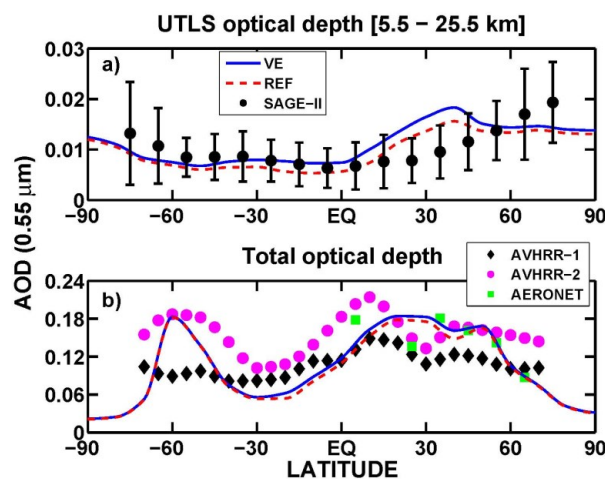 UTLS optical depth [5.5 − 25.5 km]
0.03
0.02
0.01
0
a)
VE
REF
SAGE-II
−90 −60 −30 EQ 30 60 90
AOD (0.55 μm)
Total optical depth
0.24
0.18
0.12
0.06
0
b)
AVHRR-1
AVHRR-2
AERONET
−90 −60 −30 EQ 30 60 90
LATITUDE